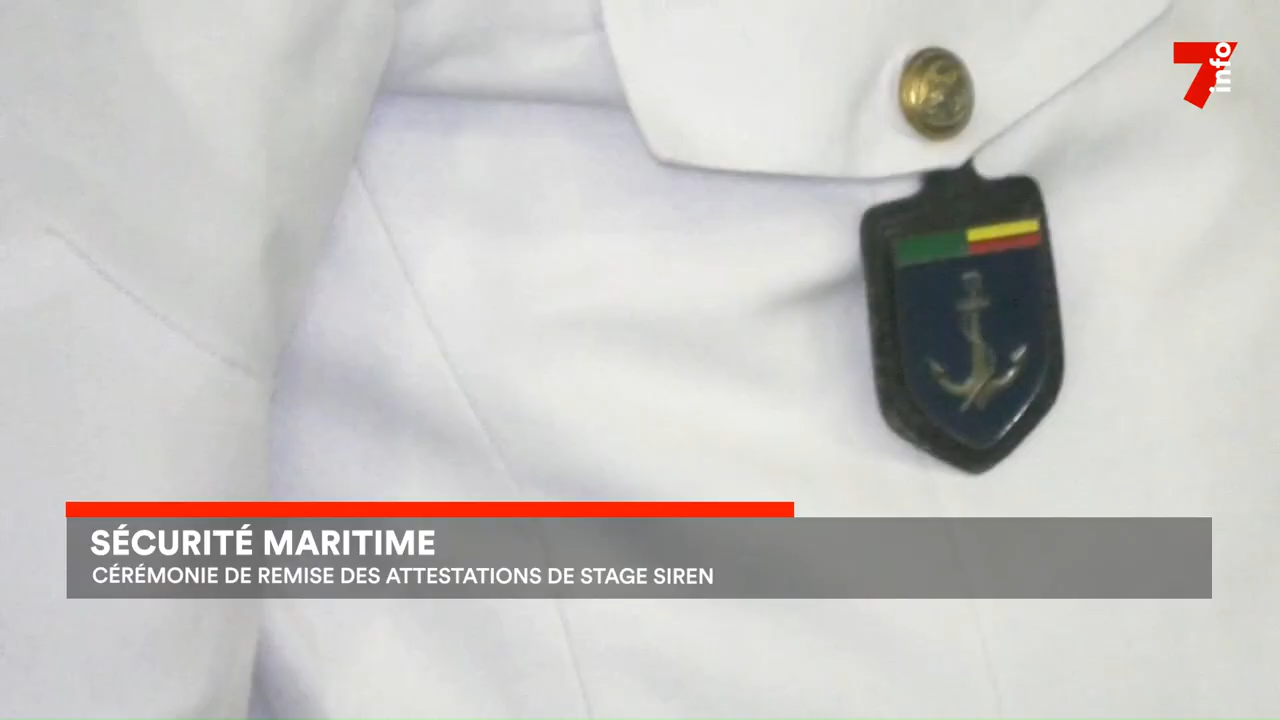 7info
SÉCURITÉ MARITIME
CÉRÉMONIE DE REMISE DES ATTESTATIONS DE STAGE SIREN